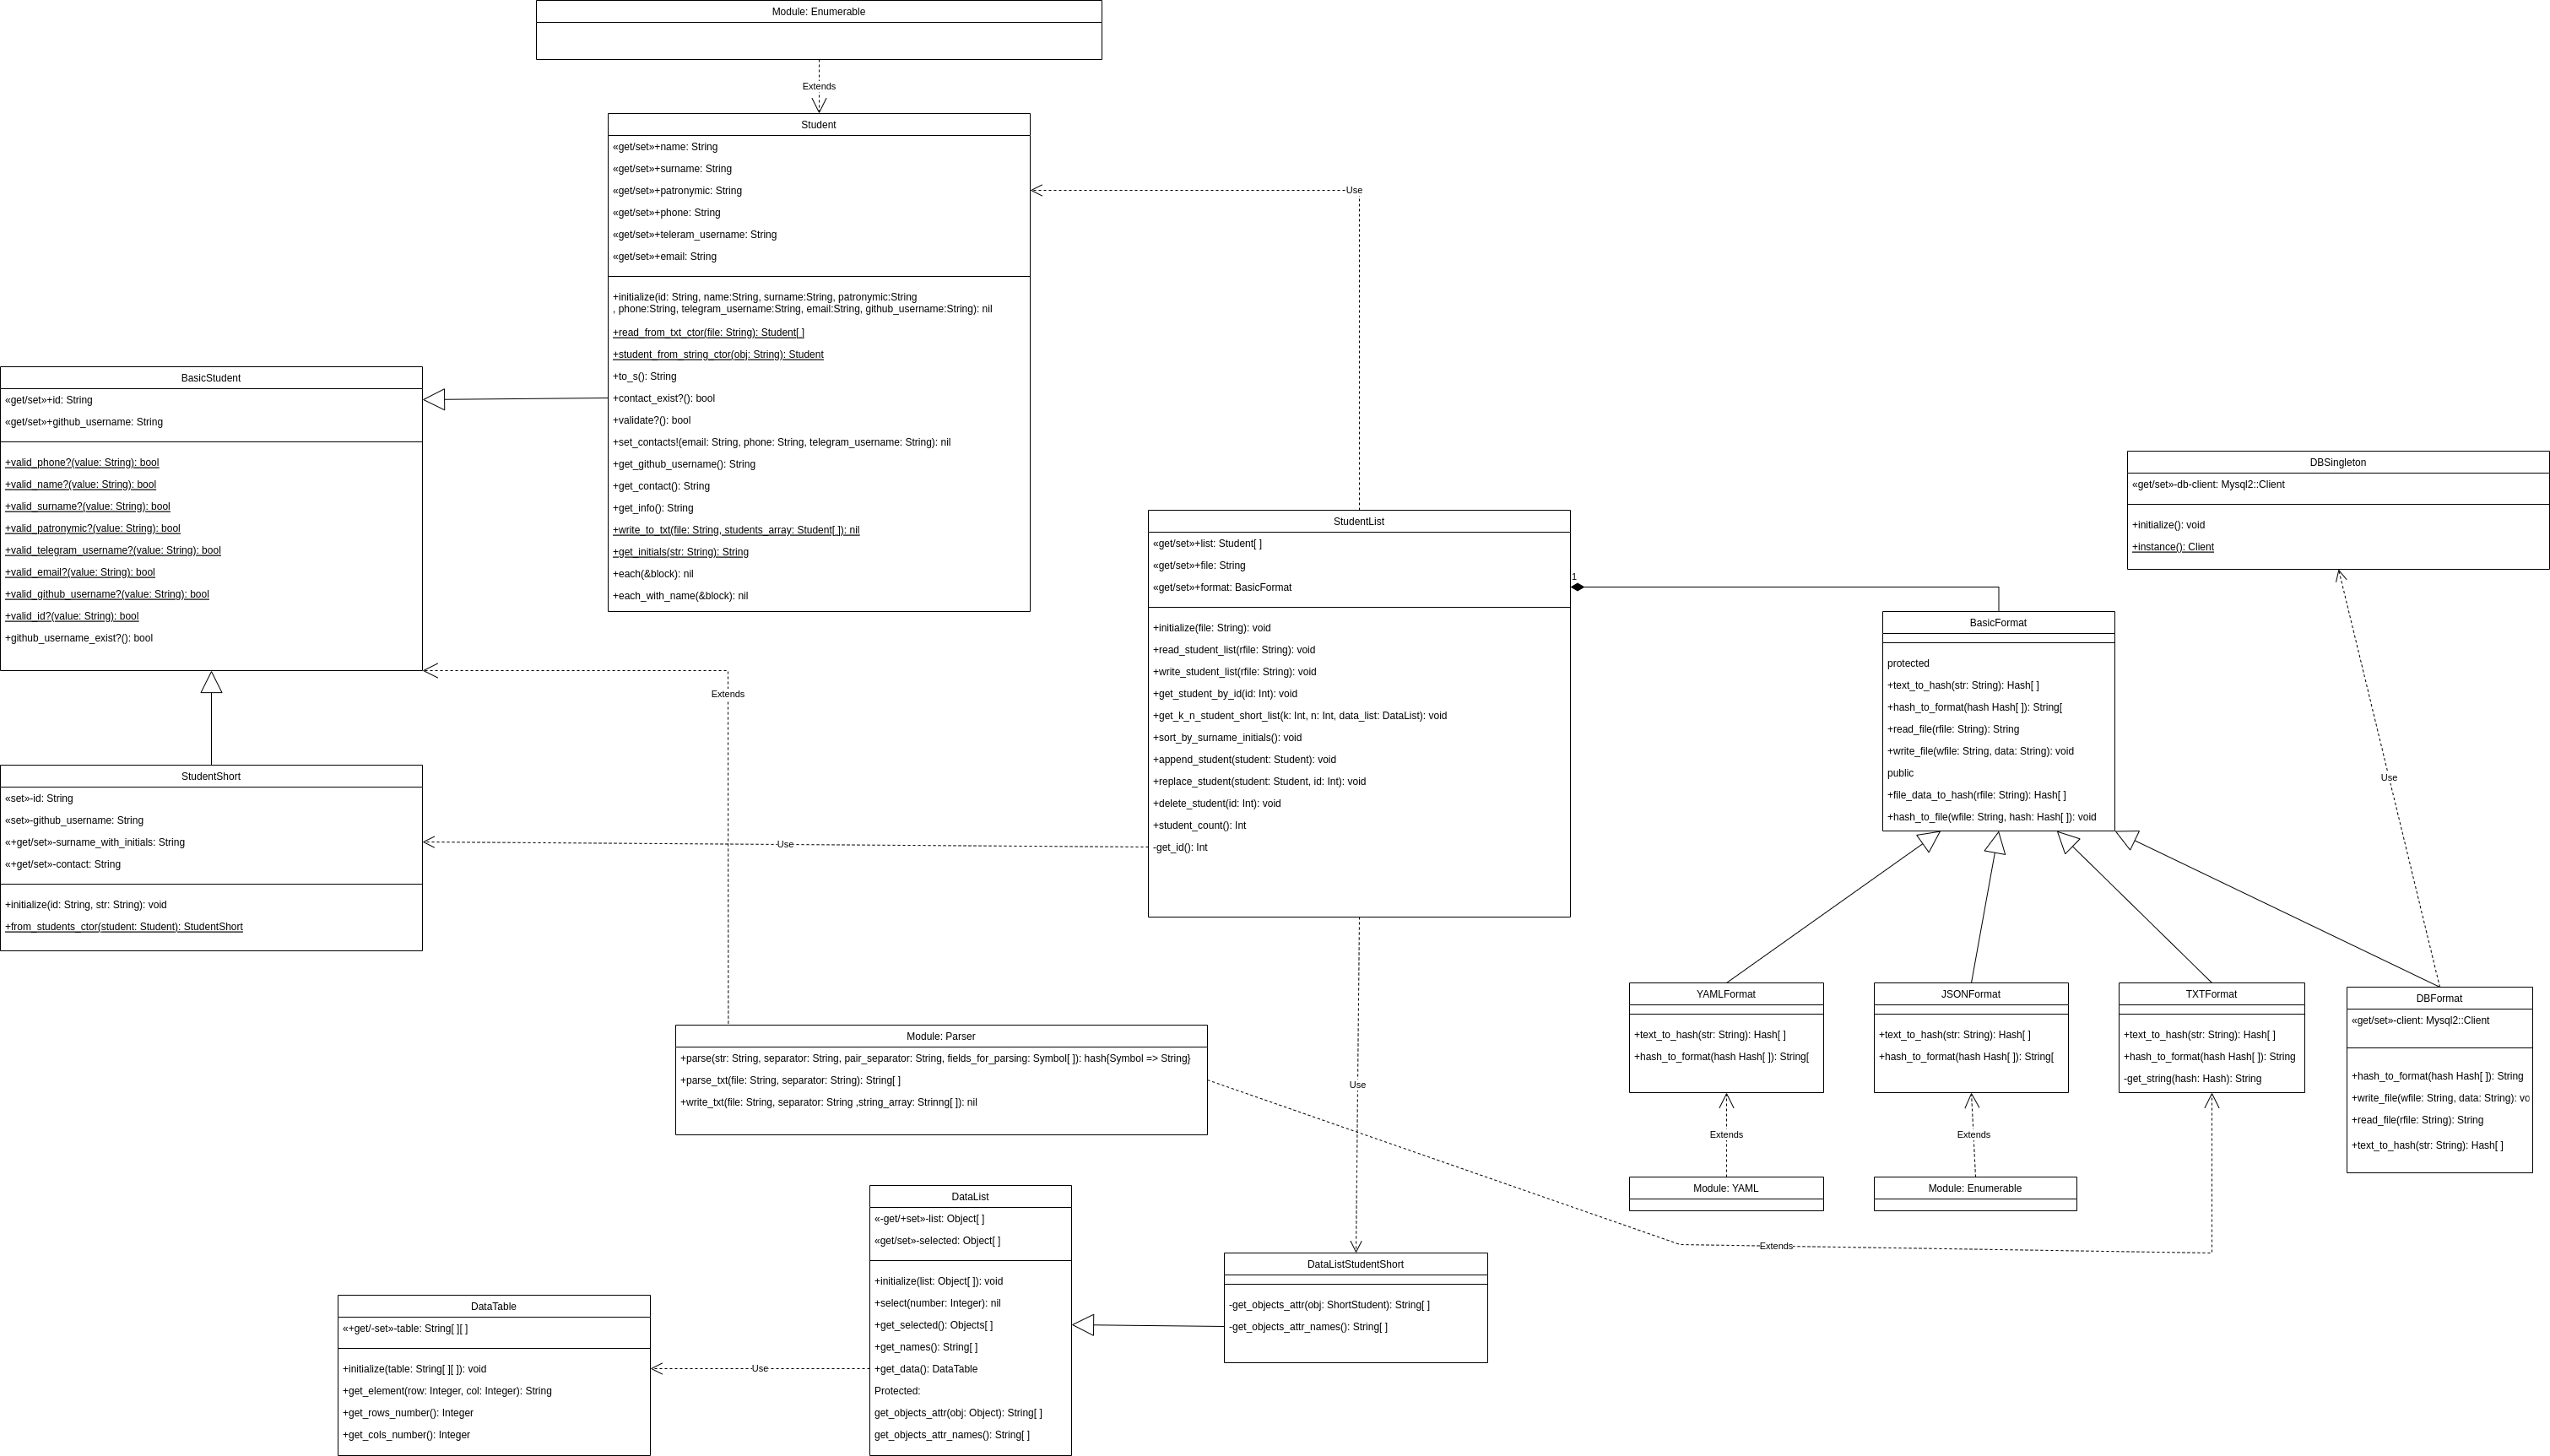 Module: Enumerable
Extends
Student
«get/set»+name: String
«get/set»+surname: String
«get/set»+patronymic: String
«get/set»+phone: String
«get/set»+teleram_username: String
«get/set»+email: String
+initialize(id: String, name:String, surname:String, patronymic:String
, phone:String, telegram_username:String, email:String, github_username:String): nil
+read_from_txt_ctor(file: String): Student[ ]
+student_from_string_ctor(obj: String): Student
+to_s(): String
+contact_exist?(): bool
+validate?(): bool
+set_contacts!(email: String, phone: String, telegram_username: String): nil
+get_github_username(): String
+get_contact(): String
+get_info(): String
+write_to_txt(file: String, students_array: Student[ ]): nil
+get_initials(str: String): String
+each(&block): nil
+each_with_name(&block): nil
Use
BasicStudent
«get/set»+id: String
get/set»+github_username: String
+valid_phone?(value: String): bool
+valid_name?(value: String): bool
+valid_surname?(value: String): bool
+valid_patronymic?(value: String): bool
+valid_telegram_username?(value: String): bool
+valid_email?(value: String): bool
+valid_github_username?(value: String): bool
+valid_id?(value: String): bool
+github_username_exist?(): bool
Extends
StudentShort
«set»-id: String
«set»-github_username: String
«+get/set»-surname_with_initials: String
«+get/set»-contact: String
+initialize(id: String, str: String): void
+from_students_ctor(student: Student): StudentShort
Use
StudentList
«get/set»+list: Student[ ]
«get/set»+file: String
«get/set»+format: BasicFormat
+initialize(file: String): void
+read_student_list(rfile: String): void
+write_student_list(rfile: String): void
+get_student_by_id(id: Int): void
+get_k_n_student_short_list(k: Int, n: Int, data_list: DataList): void
+sort_by_surname_initials(): void
+append_student(student: Student): void
+replace_student(student: Student, id: Int): void
+delete_student(id: Int): void
+student_count(): Int
-get_id(): Int
1
BasicFormat
protected
+text_to_hash(str: String): Hash[ ]
+hash_to_format(hash Hash[ ]): String[
+read_file(rfile: String): String
+write_file(wfile: String, data: String): void
public
+file_data_to_hash(rfile: String): Hash[ ]
+hash_to_file(wfile: String, hash: Hash[ ]): void
DBSingleton
«get/set»-db-client: Mysql2::Client
+initialize(): void
+instance(): Client
Use
YAMLFormat
+text_to_hash(str: String): Hash[ ]
+hash_to_format(hash Hash[ ]): String[
JSONFormat
+text_to_hash(str: String): Hash[ ]
+hash_to_format(hash Hash[ ]): String[
TXTFormat
+text_to_hash(str: String): Hash[ ]
+hash_to_format(hash Hash[ ]): String
-get_string(hash: Hash): String
DBFormat
«get/set»-client: Mysql2::Client
+hash_to_format(hash Hash[ ]): String
+write_file(wfile: String, data: String): vo
+read_file(rfile: String): String
+text_to_hash(str: String): Hash[ ]
Extends
Extends
Module: YAML
Module: Enumerable
Module: Parser
+parse(str: String, separator: String, pair_separator: String, fields_for_parsing: Symbol[ ]): hash{Symbol => String}
+parse_txt(file: String, separator: String): String[ ]
+write_txt(file: String, separator: String ,string_array: Strinng[ ]): nil
Use
Extends
DataList
«-get/+set»-list: Object[ ]
«get/set»-selected: Object[ ]
+initialize(list: Object[ ]): void
+select(number: Integer): nil
+get_selected(): Objects[ ]
+get_names(): String[ ]
+get_data(): DataTable
Protected:
get_objects_attr(obj: Object): String[ ]
get_objects_attr_names(): String[ ]
DataListStudentShort
-get_objects_attr(obj: ShortStudent): String[ ]
-get_objects_attr_names(): String[ ]
Use
DataTable
«+get/-set»-table: String[ ][ ]
+initialize(table: String[ ][ ]): void
+get_element(row: Integer, col: Integer): String
+get_rows_number(): Integer
+get_cols_number(): Integer